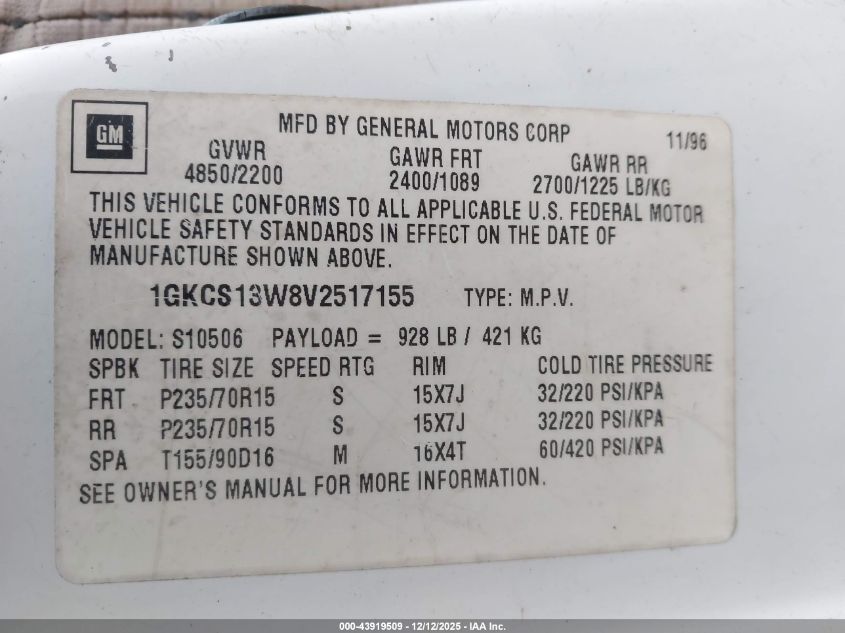 GM
MFD BY GENERAL MOTORS CORP 11/96
GVWR GAWR FRT GAWR RR
4850/2200 2400/1089 2700/1225 LB/KG
THIS VEHICLE CONFORMS TO ALL APPLICABLE U.S. FEDERAL MOTOR
VEHICLE SAFETY STANDARDS IN EFFECT ON THE DATE OF
MANUFACTURE SHOWN ABOVE.
1GKCS13W8V2517155 TYPE: M.P.V.
MODEL: S10506 PAYLOAD = 928 LB / 421 KG
SPBK TIRE SIZE SPEED RTG RIM COLD TIRE PRESSURE
FRT P235/70R15 S 15X7J 32/220 PSI/KPA
RR P235/70R15 S 15X7J 32/220 PSI/KPA
SPA T155/90D16 M 16X4T 60/420 PSI/KPA
SEE OWNER'S MANUAL FOR MORE INFORMATION.
000-43919509 - 12/12/2025 - IAA Inc.